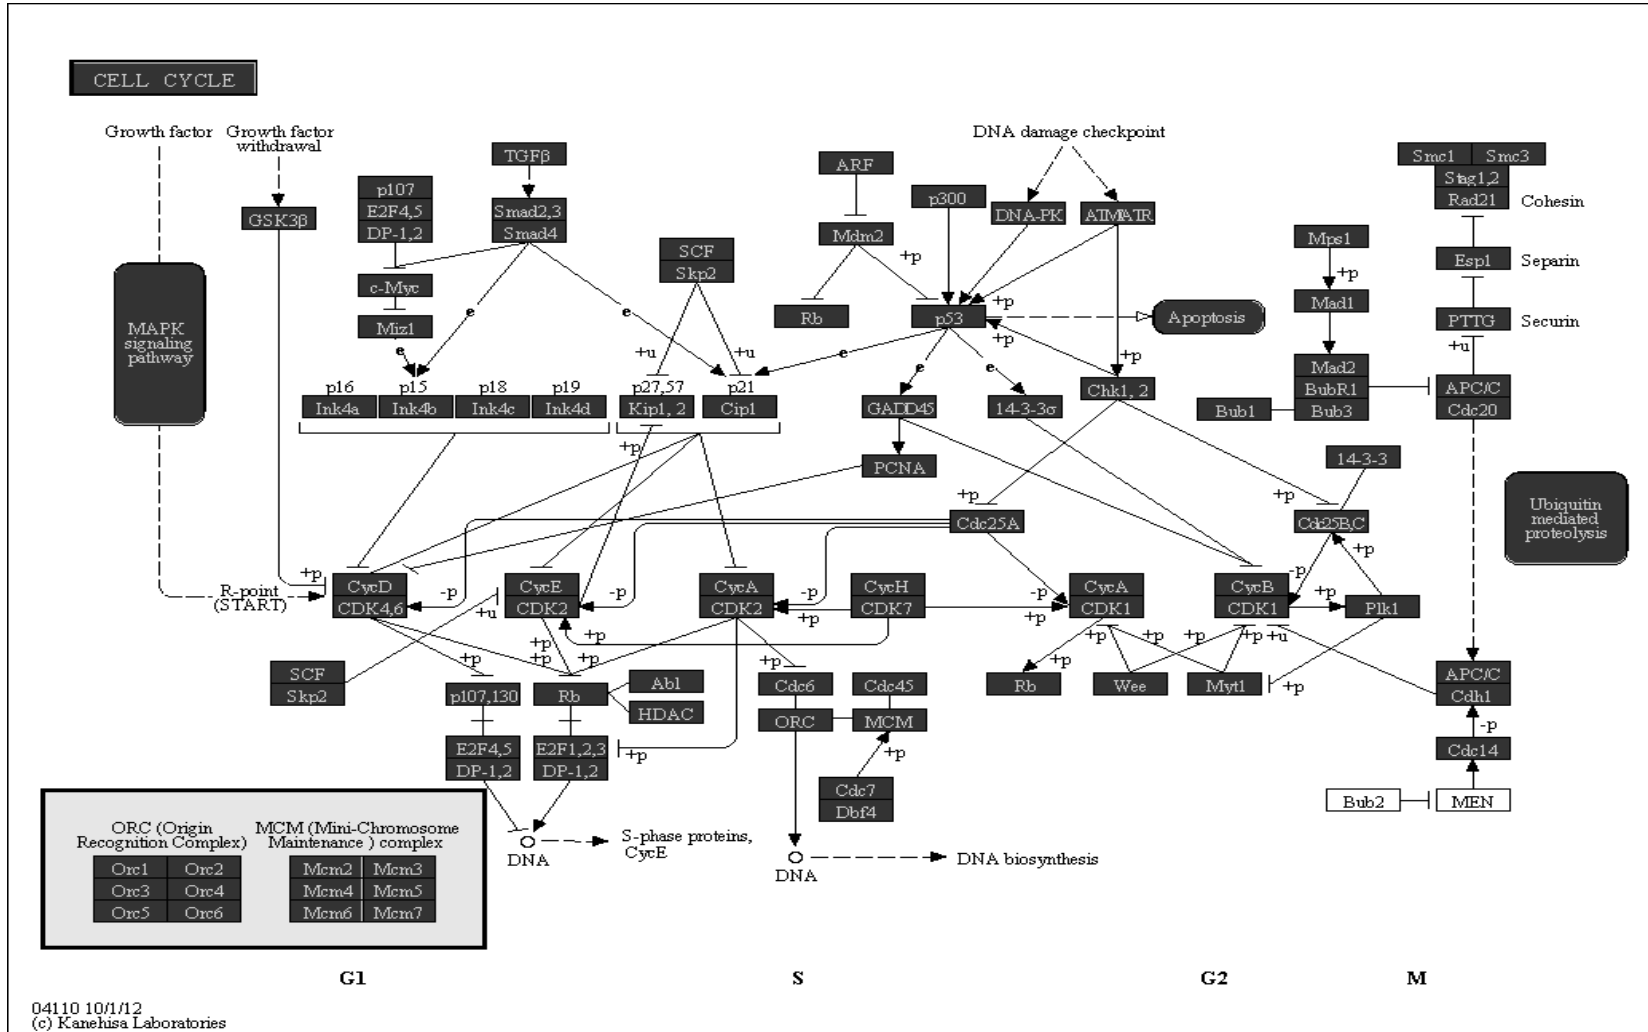 CELL CYCLE
Growth factor
Growth factor
withdrawal
DNA damage checkpoint
TGFβ
ARF
Smc1
Smc3
Stag1,2
Rad21
Cohesin
p107
E2F4,5
DP-1,2
GSK3β
Smad2,3
Smad4
p300
DNA-PK
ATM/ATR
Mdm2
+p
Mps1
+p
Esp1
Separin
SCF
Skp2
c-Myc
Miz1
e
e
e
Rb
p53
+p
+p
Apoptosis
Mad1
PTTG
Securin
+u
MAPK
signaling
pathway
+u
+u
e
e
e
+p
p16
p15
p18
p19
p27,57
p21
Ink4a
Ink4b
Ink4c
Ink4d
Kip1, 2
Cip1
GADD45
14-3-3σ
Chk1, 2
Mad2
BubR1
Bub3
Bub1
APC/C
Cdc20
+p
PCNA
14-3-3
+p
+p
Cdc25A
Cdc25B,C
Ubiquitin
mediated
proteolysis
+p
+p
-p
-p
-p
-p
-p
R-point
(START)
CycD
CDK4,6
CycE
CDK2
CycA
CDK2
CycH
CDK7
CycA
CDK1
CycB
CDK1
+p
Plk1
+u
+p
+p
+p
+p
+p
+p
+p
+u
+p
+p
+p
+p
+p
+p
SCF
Skp2
p107,130
Rb
Abl
HDAC
Cdc6
Cdc45
ORC
MCM
Rb
Wee
Myt1
+p
APC/C
Cdh1
-p
E2F4,5
DP-1,2
E2F1,2,3
DP-1,2
+p
+p
Cdc7
Dbf4
Cdc14
Bub2
MEN
ORC (Origin
Recognition Complex)
MCM (Mini-Chromosome
Maintenance ) complex
Orc1
Orc2
Mcm2
Mcm3
Orc3
Orc4
Mcm4
Mcm5
Orc5
Orc6
Mcm6
Mcm7
DNA
S-phase proteins,
CycE
DNA
DNA biosynthesis
G1
S
G2
M
04110 10/1/12
(c) Kanehisa Laboratories